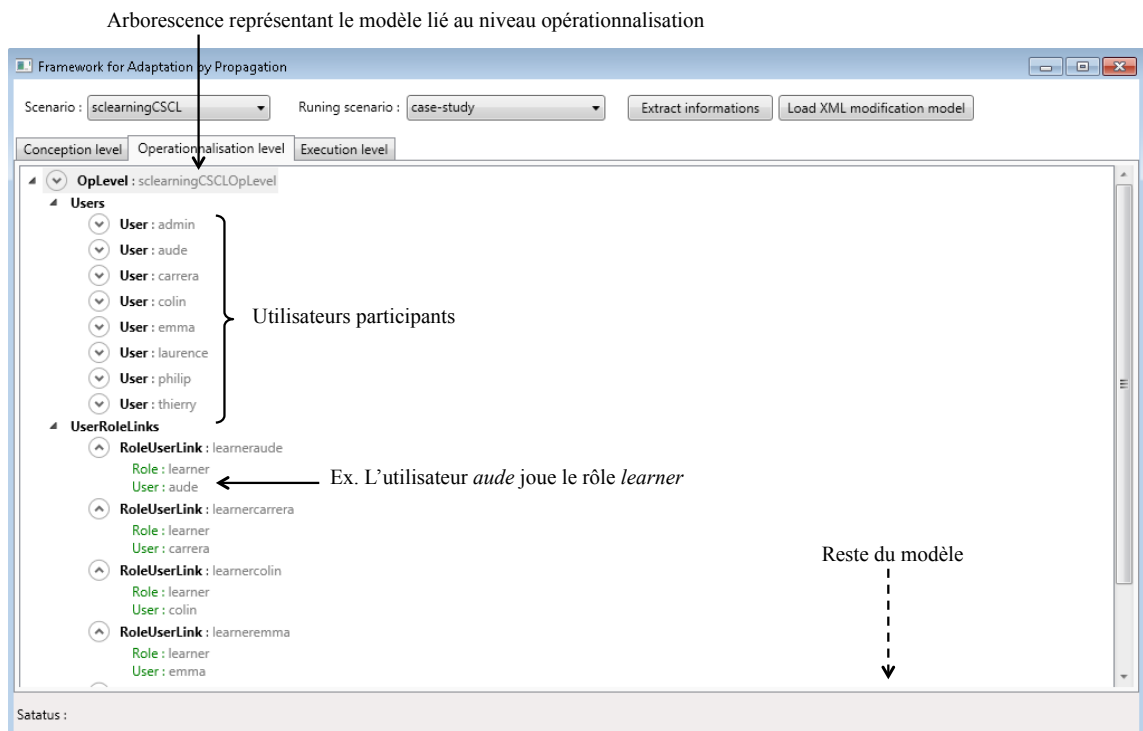 Arborescence représentant le modèle lié au niveau opérationnalisation
Framework for Adaptation by Propagation
Scenario : sclearningCSCL Runing scenario : case-study Extract informations Load XML modification model
Conception level Operationnalisation level Execution level
OpLevel : sclearningCSCLOpLevel
Users
User : admin
User : aude
User : carrera
User : colin
Utilisateurs participants
User : emma
User : laurence
User : philip
User : thierry
UserRoleLinks
RoleUserLink : learneraude
Role : learner
User : aude
Ex. L’utilisateur aude joue le rôle learner
RoleUserLink : learnercarrera
Role : learner
User : carrera
Reste du modèle
RoleUserLink : learnercolin
Role : learner
User : colin
RoleUserLink : learneremma
Role : learner
User : emma
Satatus :